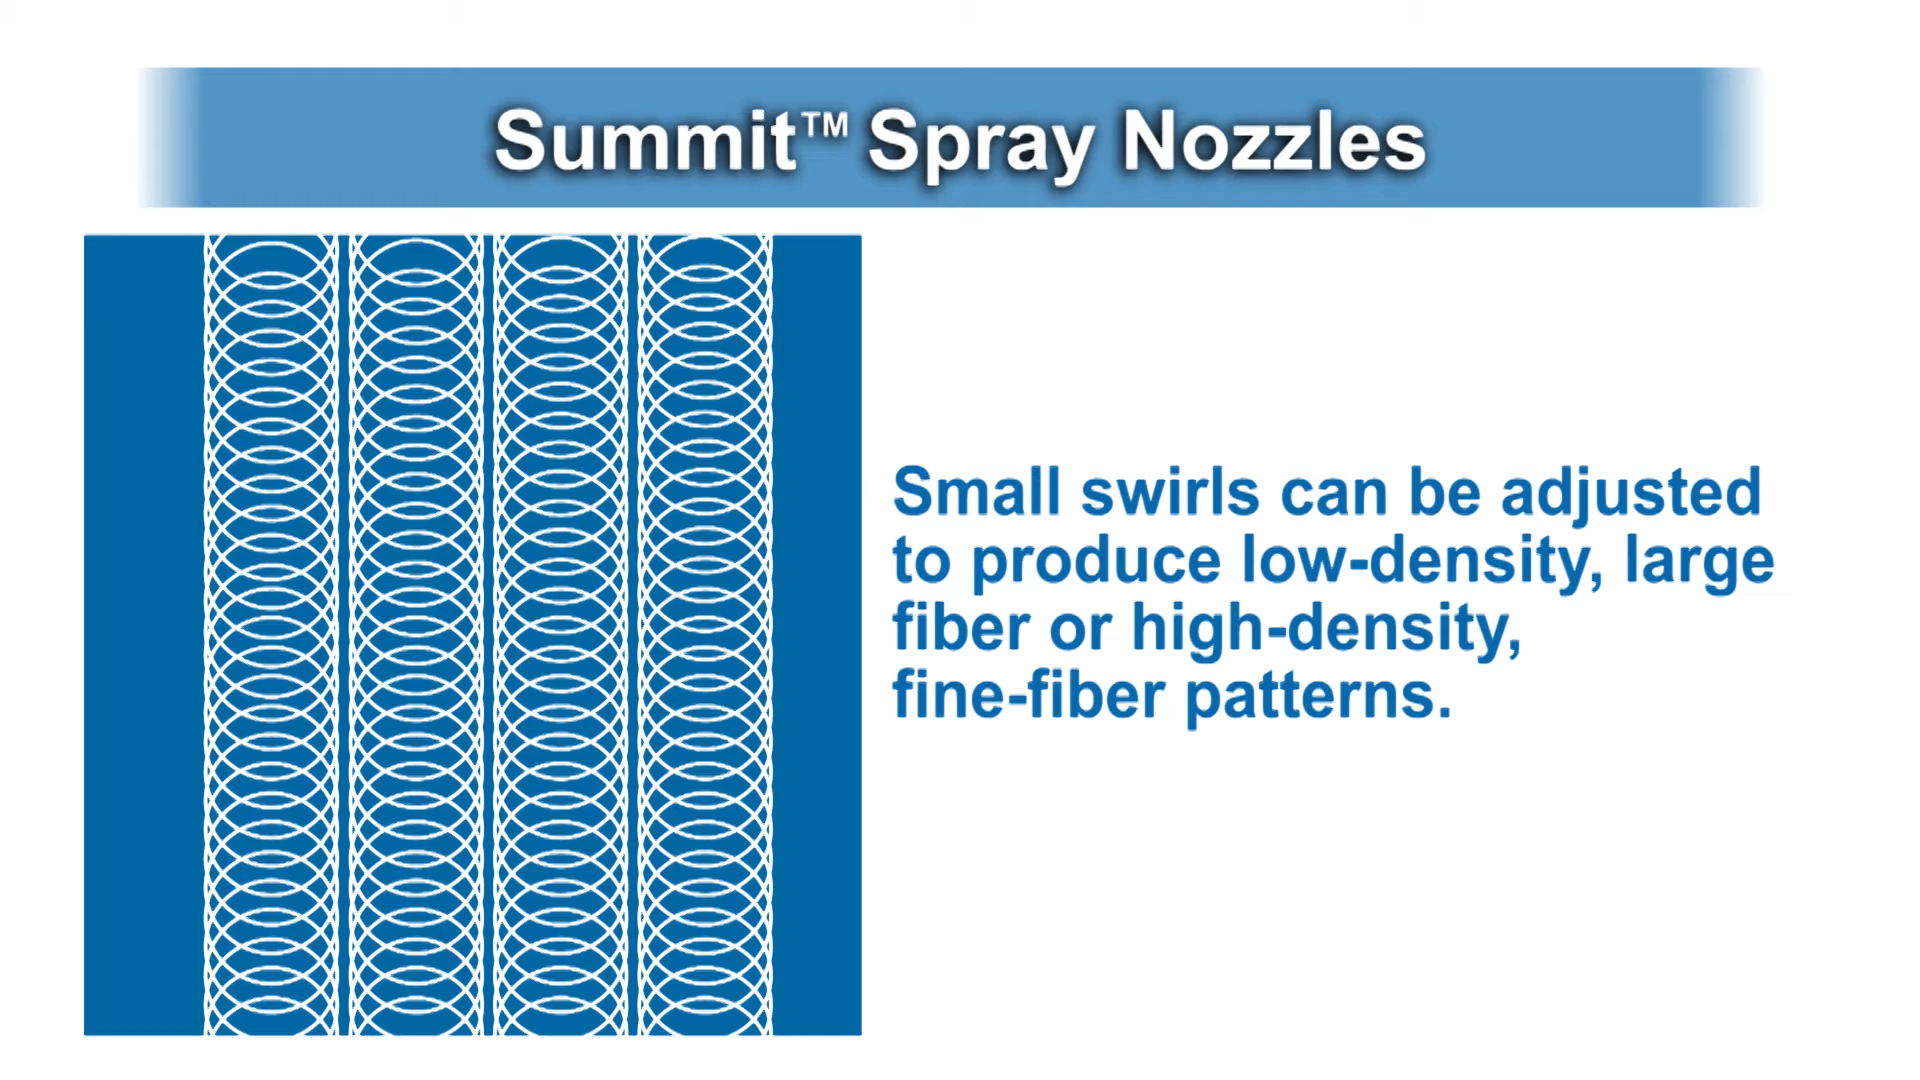 Summit™ Spray Nozzles
Small swirls can be adjusted
to produce low-density, large
fiber or high-density,
fine-fiber patterns.